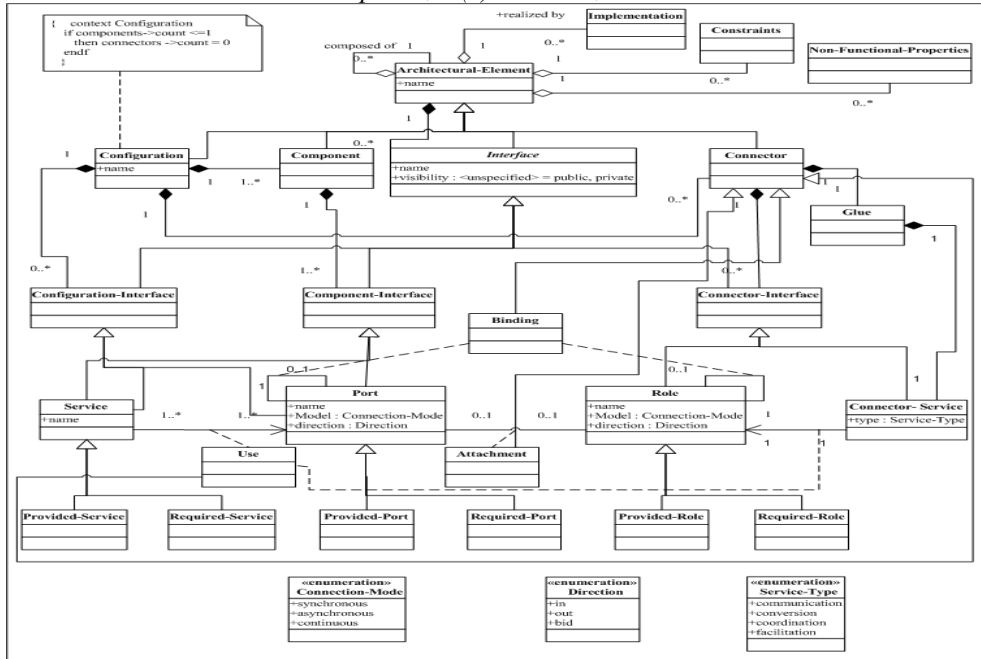 { context Configuration
if components->count <=1
then connectors ->count = 0
endf
}
+realized by
Implementation
1
0..*
Constraints
Non-Functional-Properties
composed of 1
0..*
Architectural-Element
+name
1
0..*
1
0..*
1
0..*
Configuration
+name
Component
Interface
+name
+visibility : <unspecified> = public, private
Connector
1
1
1..*
1
1
0..*
1
1
1
Glue
1
0..*
1..*
0..*
Configuration-Interface
Component-Interface
Connector-Interface
Binding
0..1
1
0..1
1
Service
+name
Port
+name
+Model : Connection-Mode
+direction : Direction
Role
+name
+Model : Connection-Mode
+direction : Direction
Connector- Service
+type : Service-Type
1..*
1..*
0..1
0..1
1
1
1
Use
Attachment
Provided-Service
Required-Service
Provided-Port
Required-Port
Provided-Role
Required-Role
«enumeration»
Connection-Mode
+synchronous
+asynchronous
+continuous
«enumeration»
Direction
+in
+out
+bid
«enumeration»
Service-Type
+communication
+conversion
+coordination
+facilitation